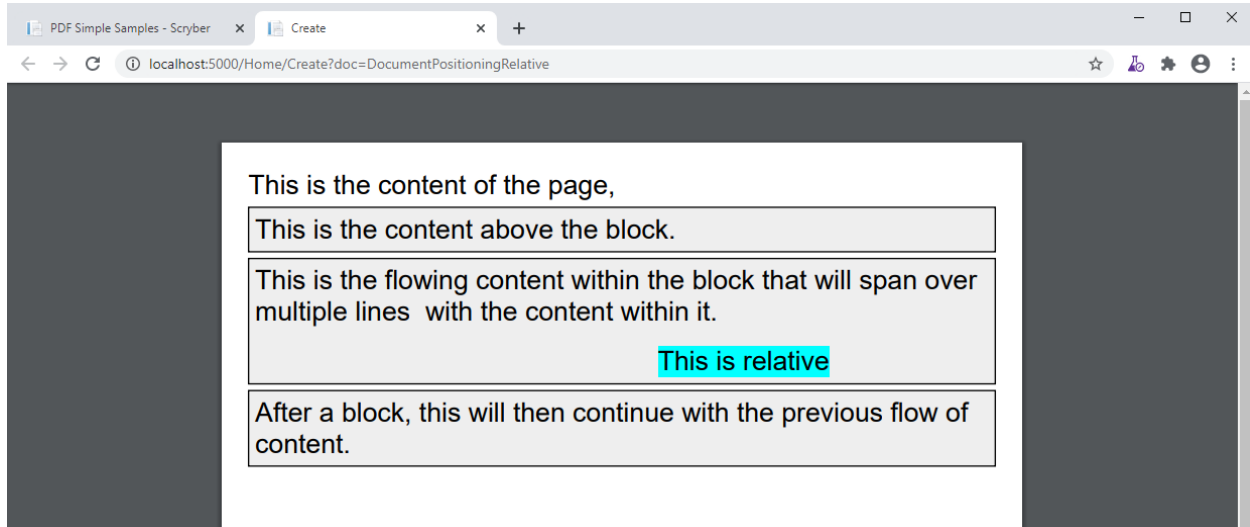 PDF Simple Samples - Scryber
Create
localhost:5000/Home/Create?doc=DocumentPositioningRelative
This is the content of the page,
This is the content above the block.
This is the flowing content within the block that will span over
multiple lines  with the content within it.
This is relative
After a block, this will then continue with the previous flow of
content.